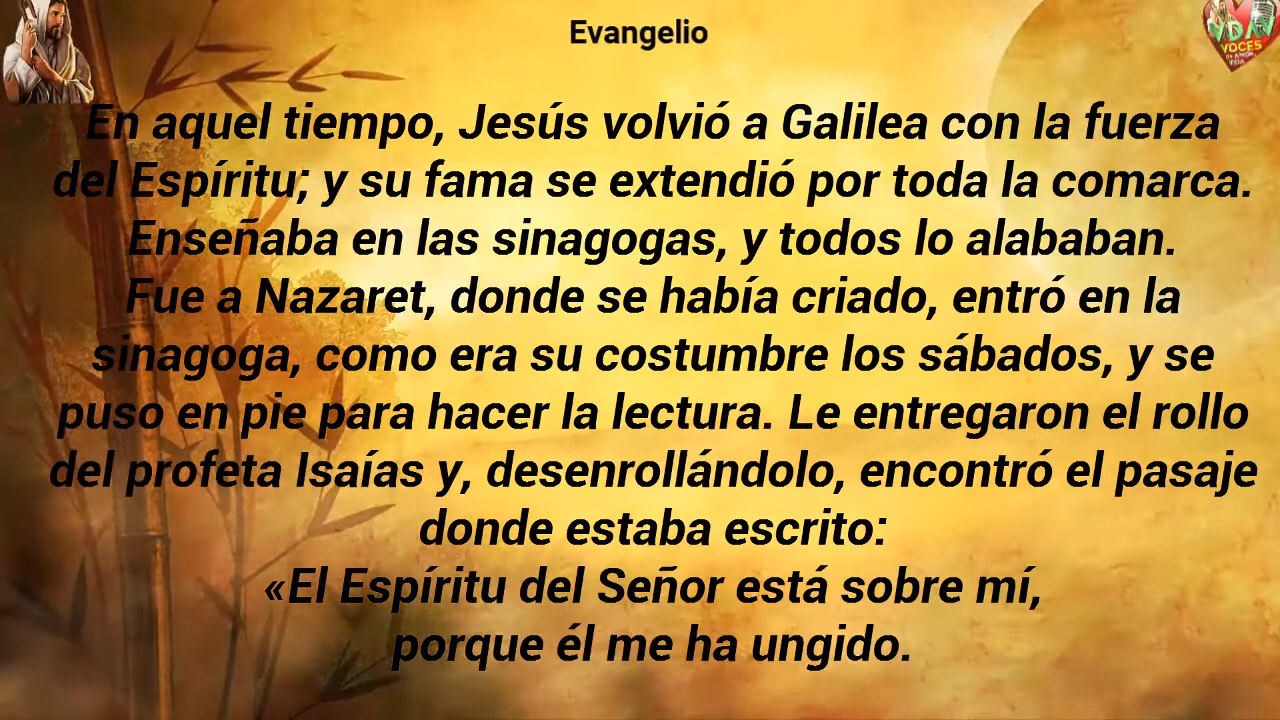 Evangelio
VDAV
VOCES
En aquel tiempo, Jesús volvió a Galilea con la fuerza
del Espíritu; y su fama se extendió por toda la comarca.
Enseñaba en las sinagogas, y todos lo alababan.
Fue a Nazaret, donde se había criado, entró en la
sinagoga, como era su costumbre los sábados, y se
puso en pie para hacer la lectura. Le entregaron el rollo
del profeta Isaías y, desenrollándolo, encontró el pasaje
donde estaba escrito:
«El Espíritu del Señor está sobre mí,
porque él me ha ungido.